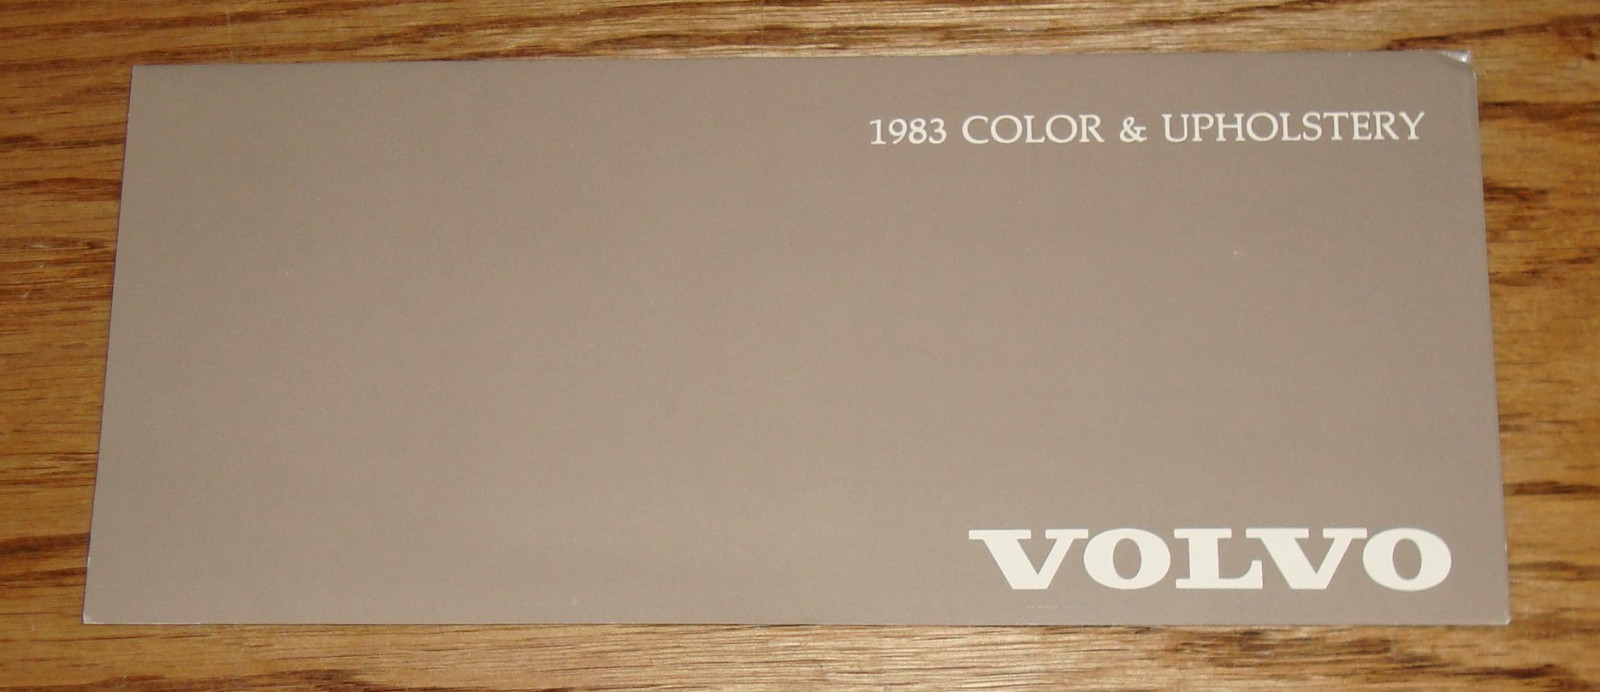 1983 COLOR & UPHOLSTERY
VOLVO